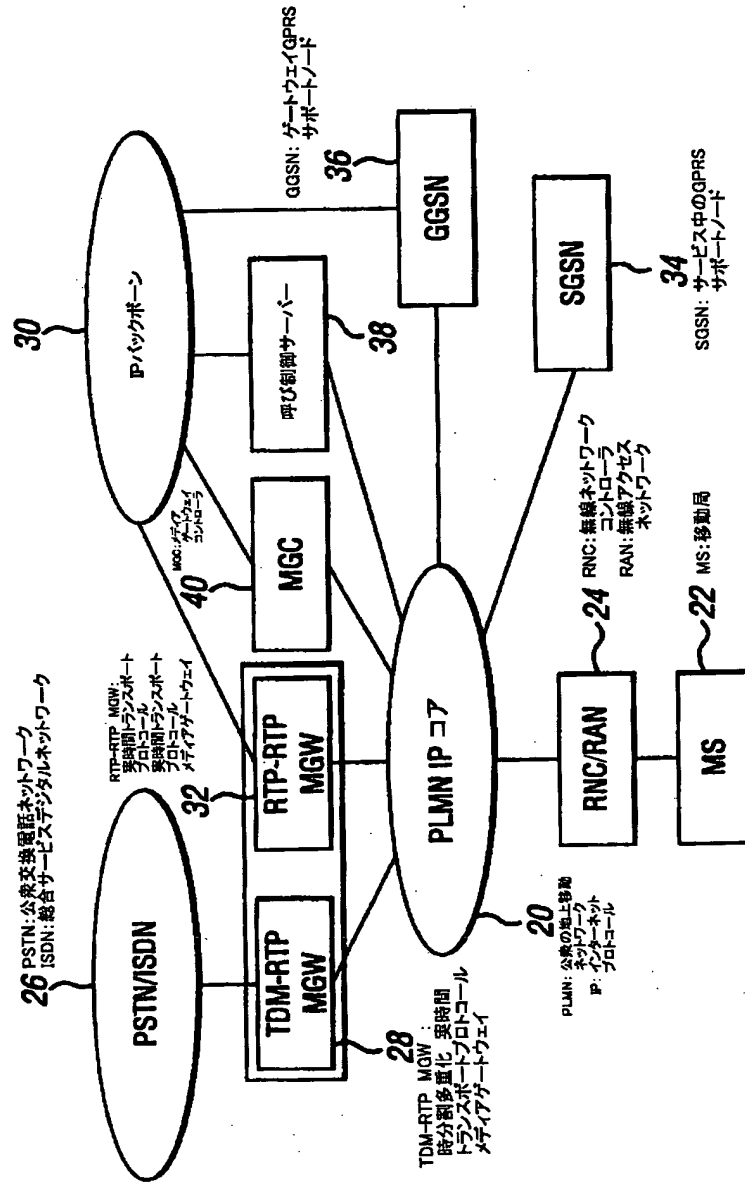 26
PSTN:公衆交換電話ネットワーク
ISDN:総合サービスデジタルネットワーク
PSTN/ISDN
30
IPバックボーン
RTP-RTP MGW:
実時間トランスポート
プロトコル
実時間トランスポート
プロトコル
メディアゲートウェイ
MGC:メディア
ゲートウェイ
コントローラ
GGSN: ゲートウェイGPRS
サポートノード
32
40
38
36
TDM-RTP
MGW
RTP-RTP
MGW
MGC
呼び制御サーバー
GGSN
28
TDM-RTP MGW :
時分割多重化 実時間
トランスポートプロトコル
メディアゲートウェイ
PLMN IP コア
SGSN
34
SGSN: サービス中のGPRS
サポートノード
20
PLMN:公衆の地上移動
ネットワーク
IP: インターネット
プロトコル
RNC/RAN
24
RNC:無線ネットワーク
コントローラ
RAN:無線アクセス
ネットワーク
MS
22
MS:移動局